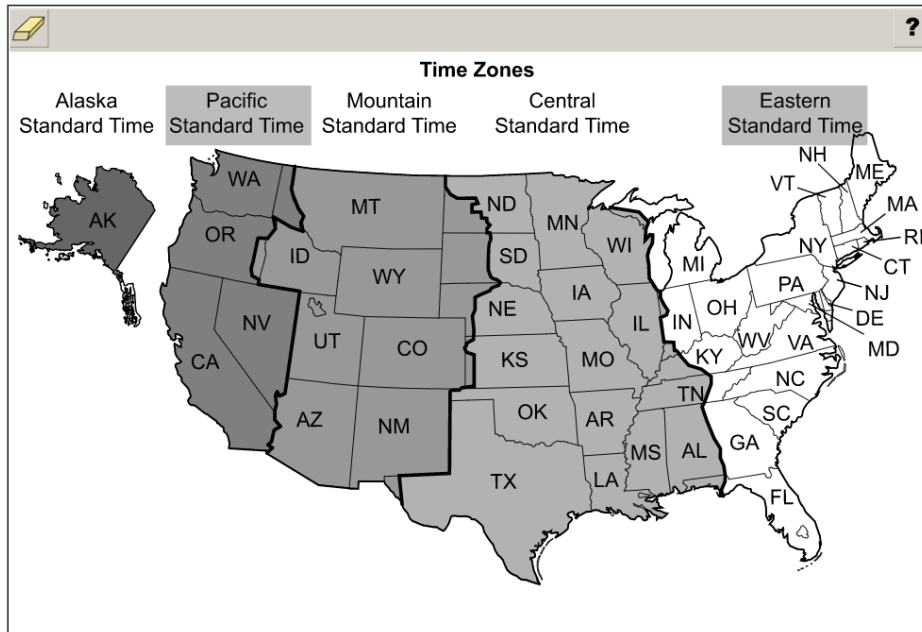 ?
Time Zones
Alaska
Standard Time
Pacific
Standard Time
Mountain
Standard Time
Central
Standard Time
Eastern
Standard Time
NH
ME
VT
WA
MT
ND
MN
MA
AK
OR
RI
WI
NY
ID
SD
MI
CT
WY
PA
IA
NE
NJ
NV
OH
IL
IN
DE
UT
CO
WV
VA
CA
KS
MO
KY
MD
NC
TN
OK
AR
SC
AZ
NM
GA
MS
AL
TX
LA
FL